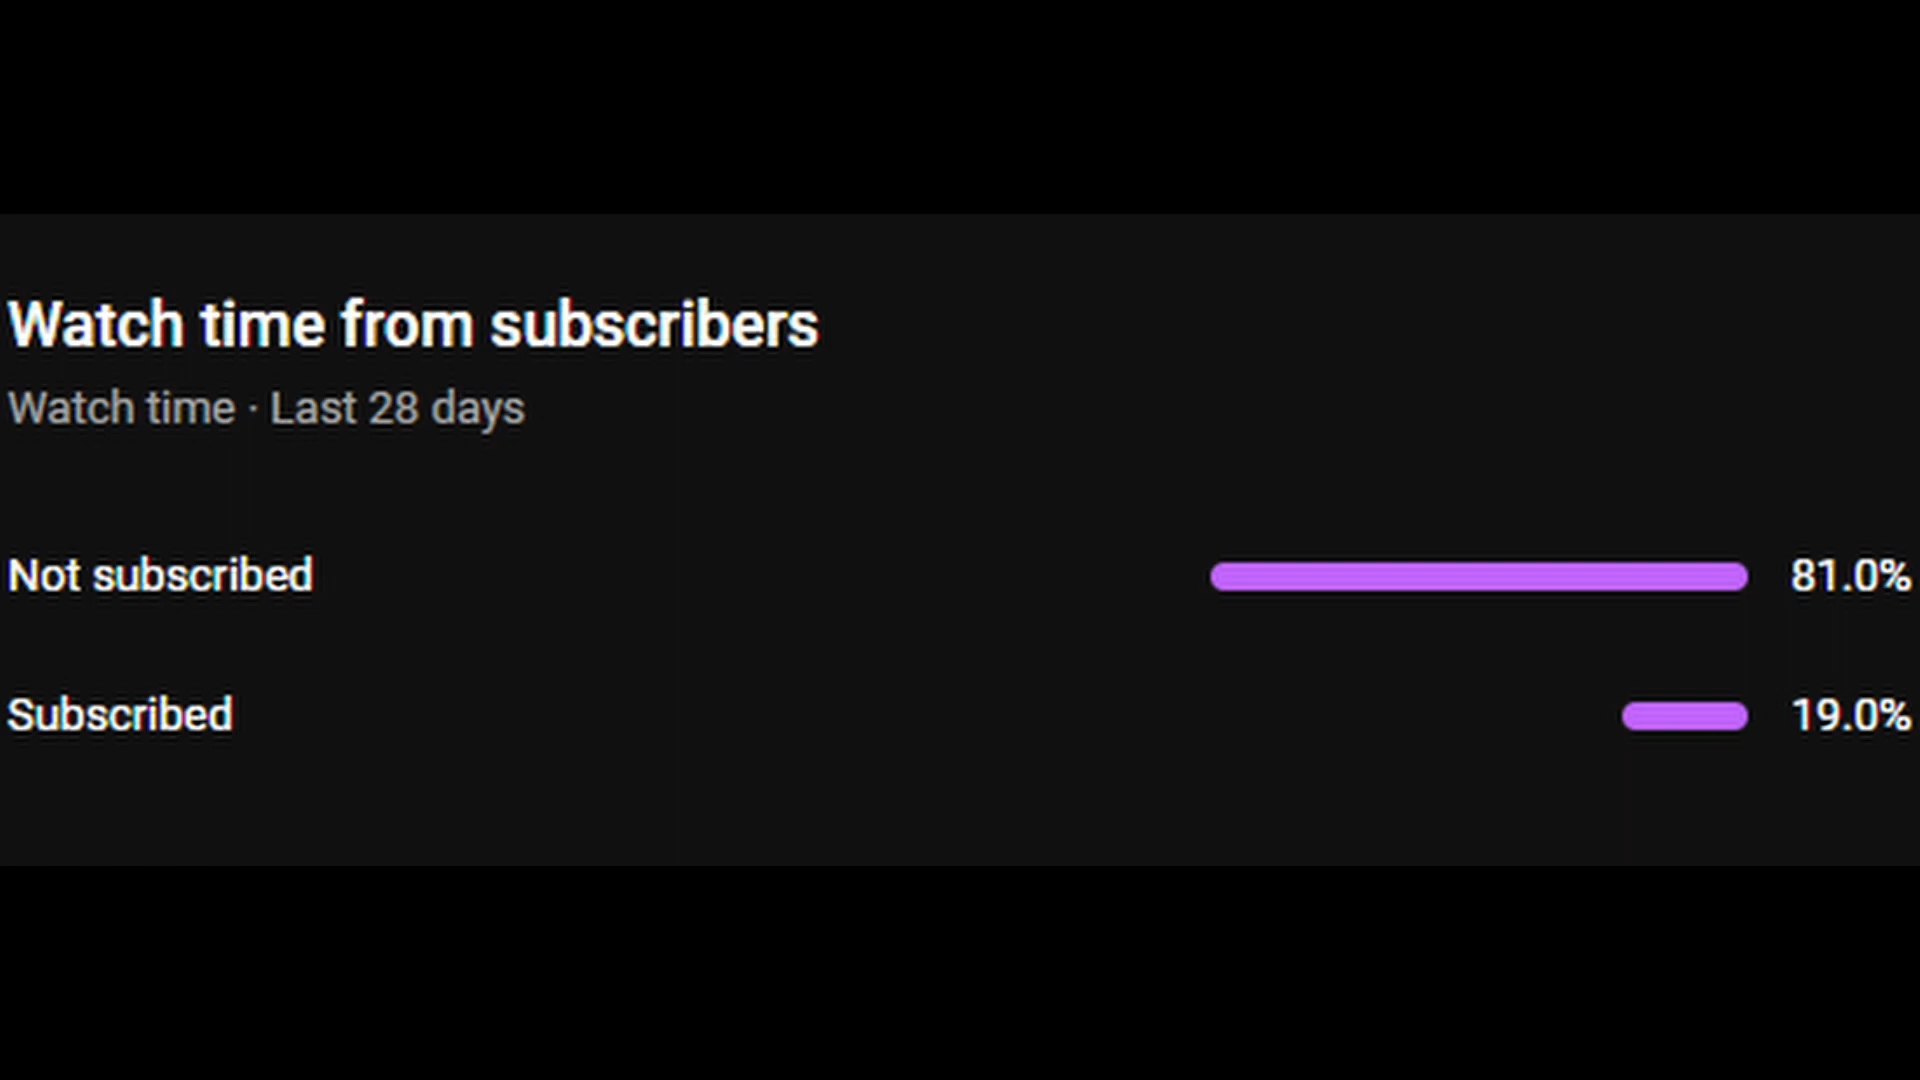 Watch time from subscribers
Watch time · Last 28 days
Not subscribed 81.0%
Subscribed 19.0%